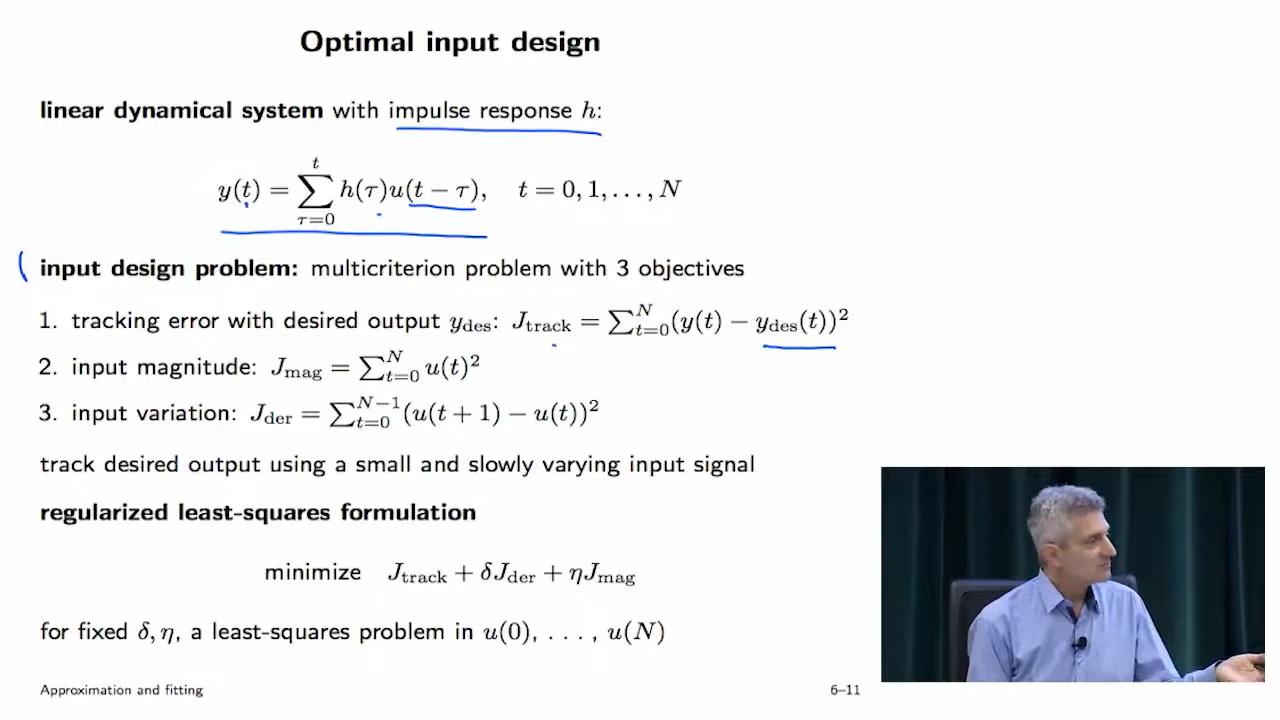 Optimal input design
linear dynamical system with impulse response h:
y(t) = ∑_{τ=0}^{t} h(τ)u(t − τ), t = 0, 1, . . . , N
input design problem: multicriterion problem with 3 objectives
1. tracking error with desired output y_des: J_track = ∑_{t=0}^{N} (y(t) − y_des(t))²
2. input magnitude: J_mag = ∑_{t=0}^{N} u(t)²
3. input variation: J_der = ∑_{t=0}^{N−1} (u(t + 1) − u(t))²
track desired output using a small and slowly varying input signal
regularized least-squares formulation
minimize J_track + δJ_der + ηJ_mag
for fixed δ, η, a least-squares problem in u(0), . . . , u(N)
Approximation and fitting 6–11